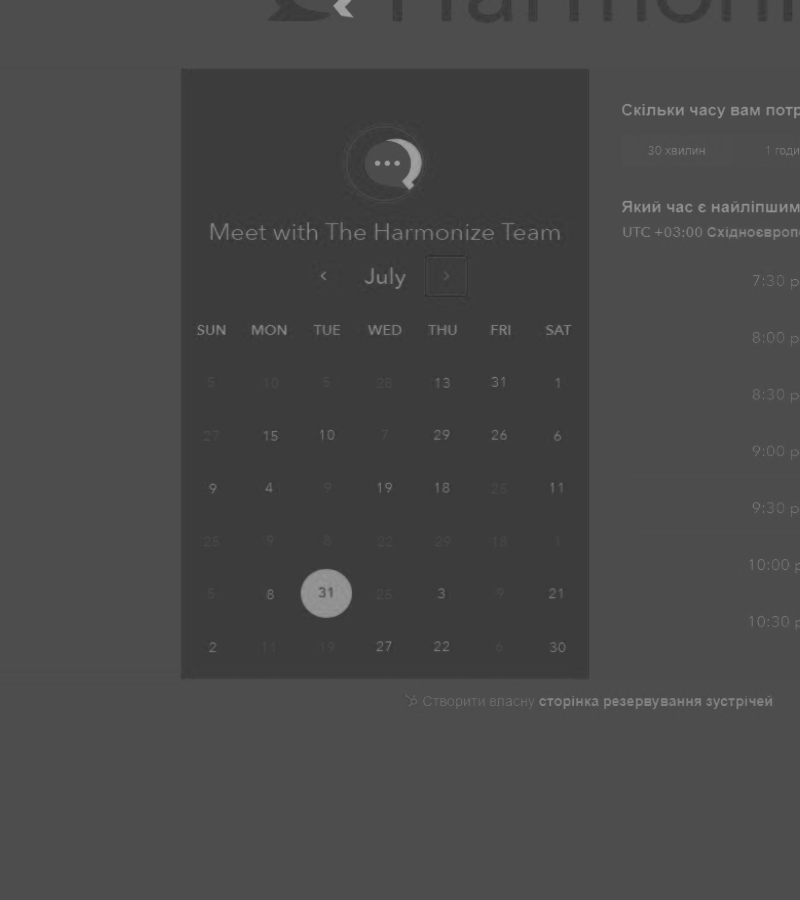 Harmoni
Meet with The Harmonize Team
July
SUN MON TUE WED THU FRI SAT
5 10 5 28 13 31 1
27 15 10 7 29 26 6
9 4 9 19 18 25 11
25 9 8 22 29 18 1
5 8 31 25 3 9 21
2 11 19 27 22 6 30
Скільки часу вам потр
30 хвилин 1 годи
Який час є найліпшим
UTC +03:00 Східноєвропе
7:30 p
8:00 p
8:30 p
9:00 p
9:30 p
10:00 p
10:30 p
Створити власну сторінка резервування зустрічей